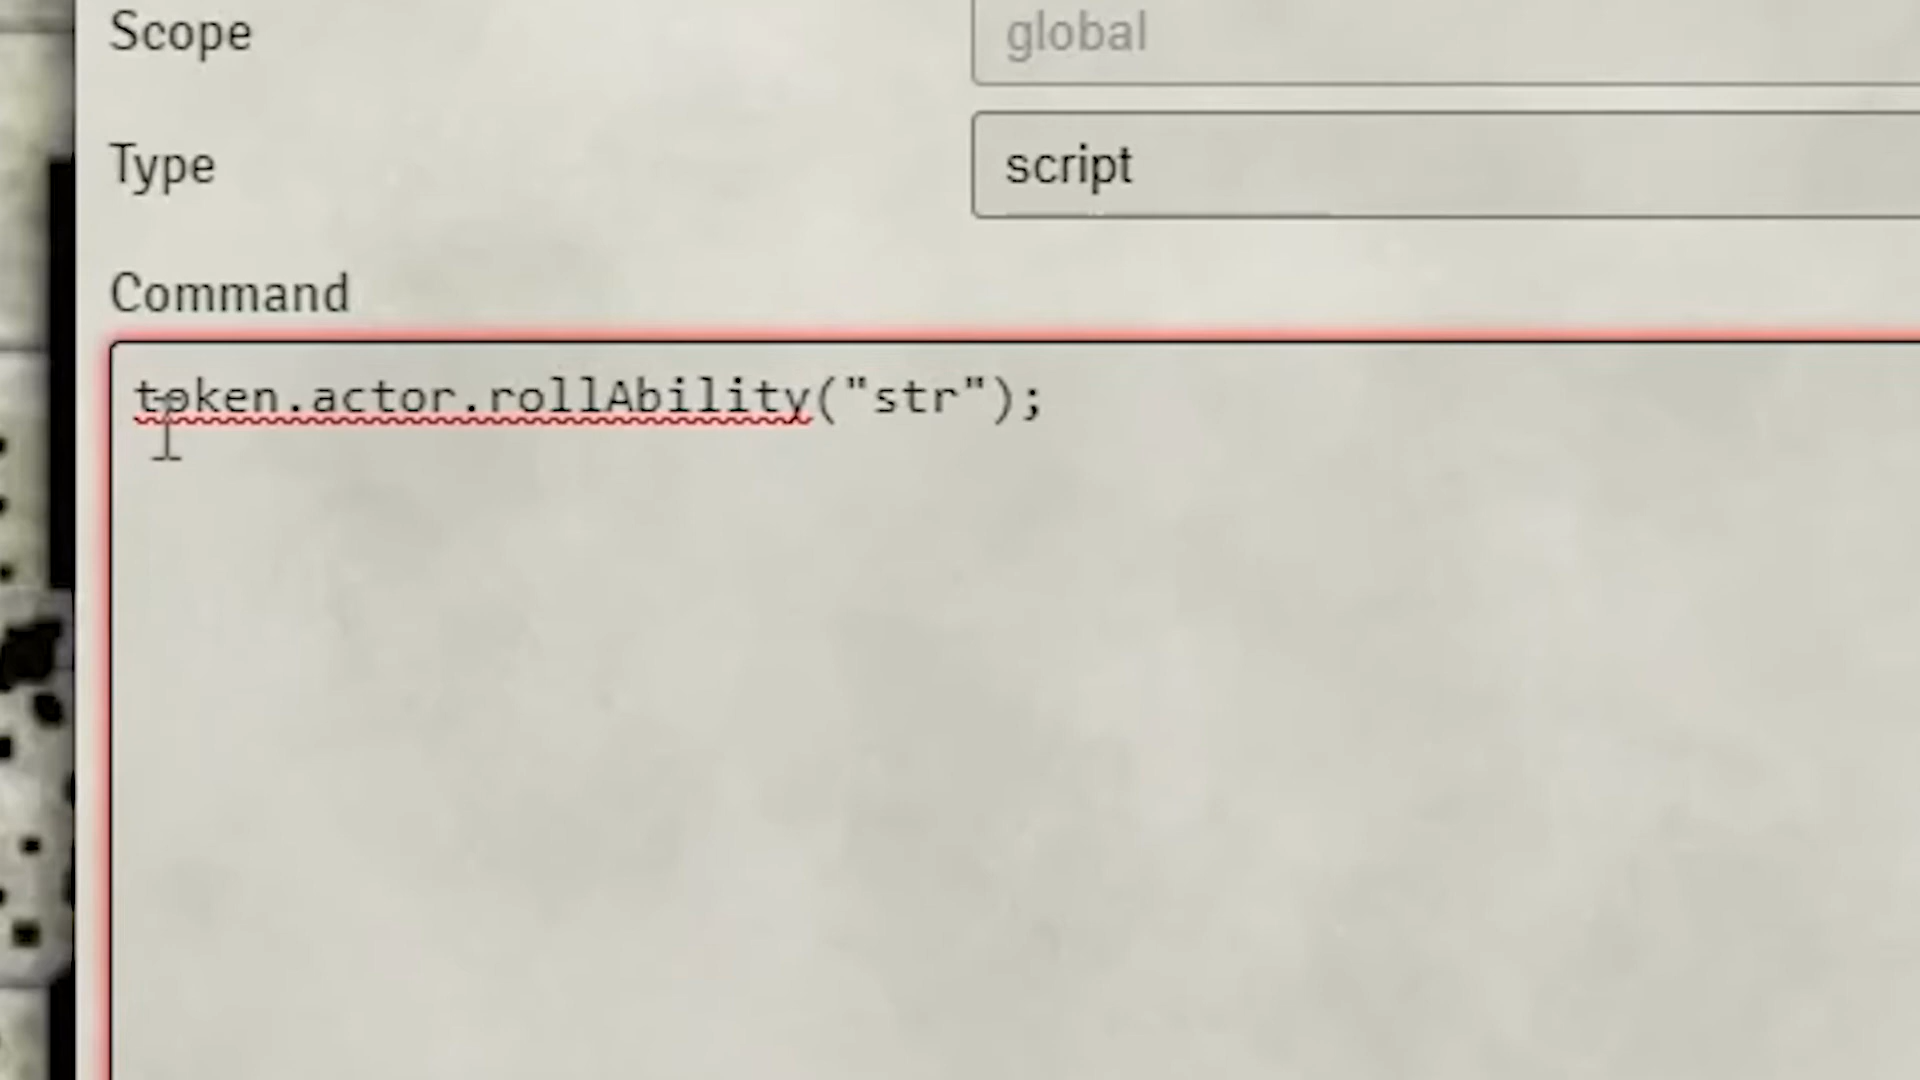 Scope
global
Type
script
Command
token.actor.rollAbility("str");